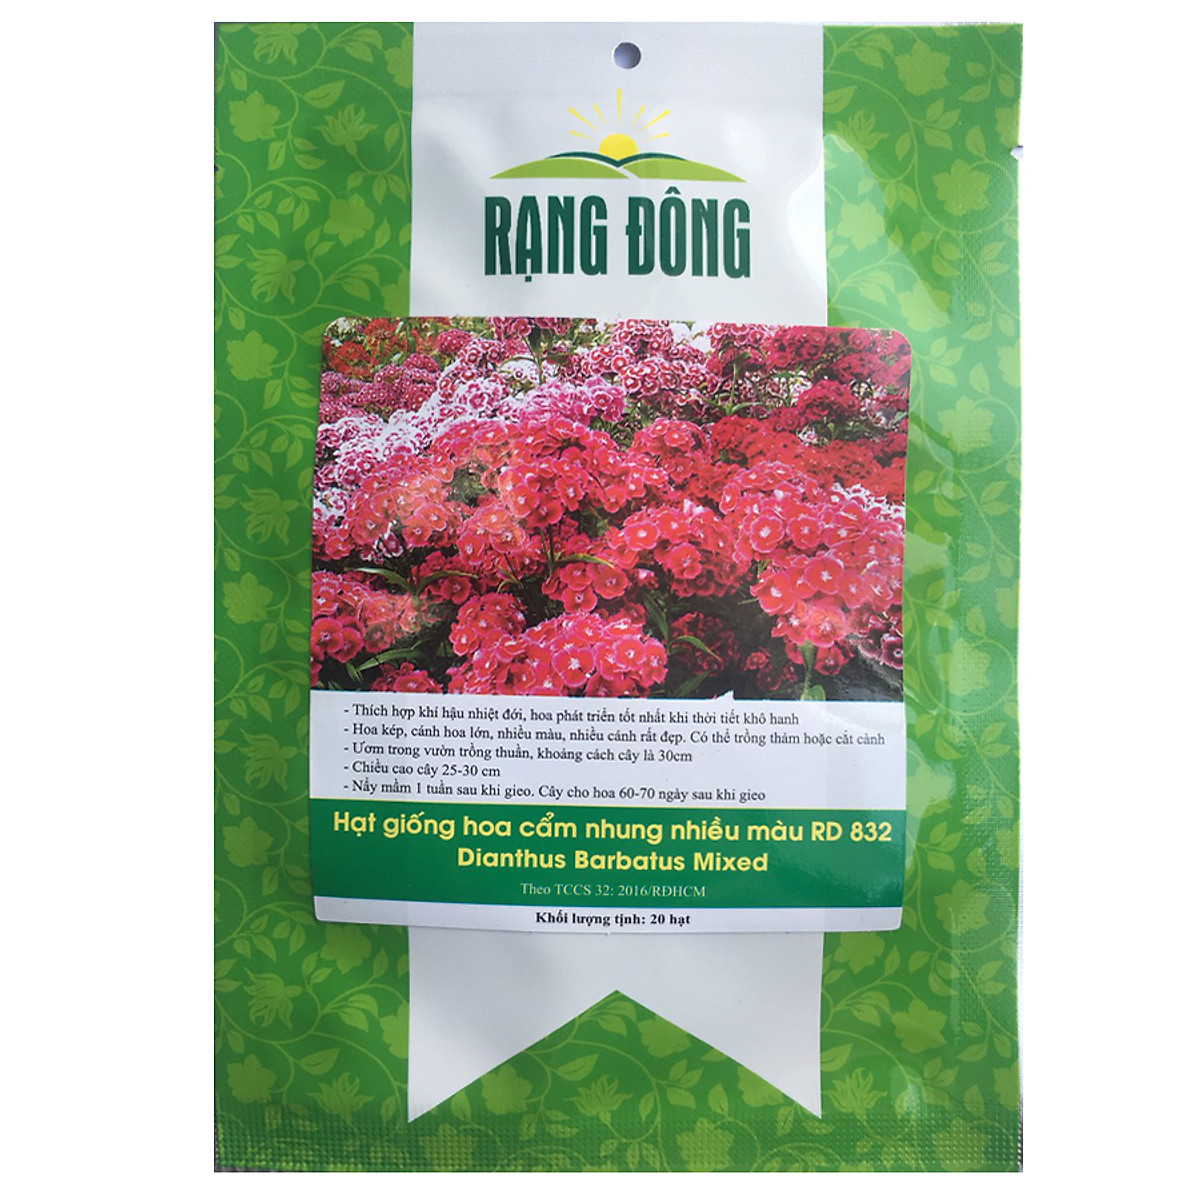 RẠNG ĐÔNG
- Thích hợp khí hậu nhiệt đới, hoa phát triển tốt nhất khi thời tiết khô hanh
- Hoa kép, cánh hoa lớn, nhiều màu, nhiều cánh rất đẹp. Có thể trồng thảm hoặc cắt cành
- Ươm trong vườn trồng thuần, khoảng cách cây là 30cm
- Chiều cao cây 25-30 cm
- Nẩy mầm 1 tuần sau khi gieo. Cây cho hoa 60-70 ngày sau khi gieo
Hạt giống hoa cẩm nhung nhiều màu RD 832
Dianthus Barbatus Mixed
Theo TCCS 32: 2016/RĐHCM
Khối lượng tịnh: 20 hạt